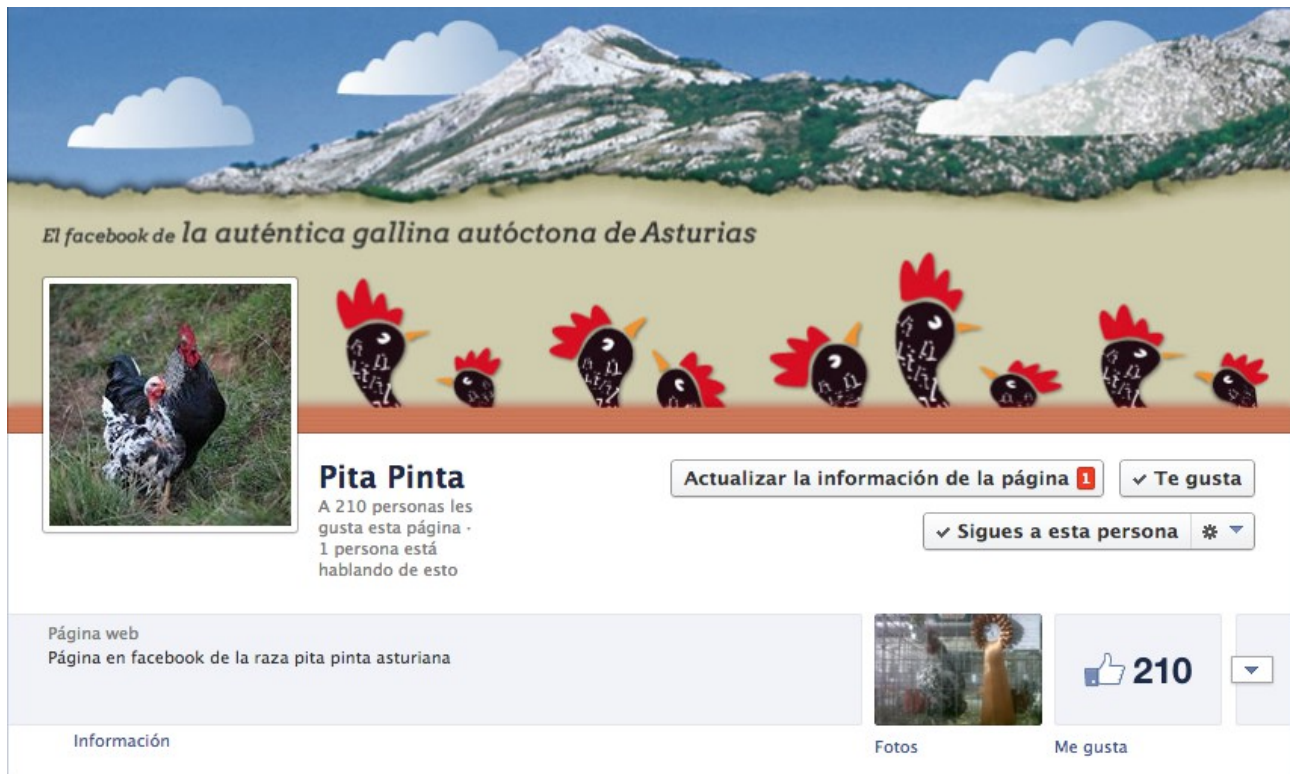 El facebook de la auténtica gallina autóctona de Asturias
Pita Pinta
A 210 personas les
gusta esta página ·
1 persona está
hablando de esto
Actualizar la información de la página 1
✓ Te gusta
✓ Sigues a esta persona
Página web
Página en facebook de la raza pita pinta asturiana
210
Información
Fotos
Me gusta